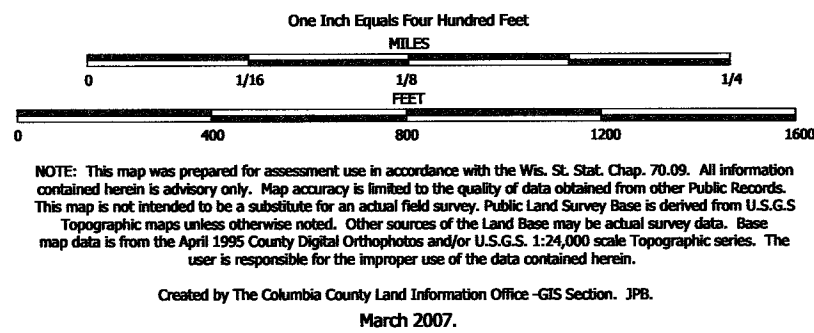 One Inch Equals Four Hundred Feet
MILES
0 1/16 1/8 1/4
FEET
0 400 800 1200 1600
NOTE: This map was prepared for assessment use in accordance with the Wis. St. Stat. Chap. 70.09. All information
contained herein is advisory only. Map accuracy is limited to the quality of data obtained from other Public Records.
This map is not intended to be a substitute for an actual field survey. Public Land Survey Base is derived from U.S.G.S
Topographic maps unless otherwise noted. Other sources of the Land Base may be actual survey data. Base
map data is from the April 1995 County Digital Orthophotos and/or U.S.G.S. 1:24,000 scale Topographic series. The
user is responsible for the improper use of the data contained herein.
Created by The Columbia County Land Information Office -GIS Section. JPB.
March 2007.